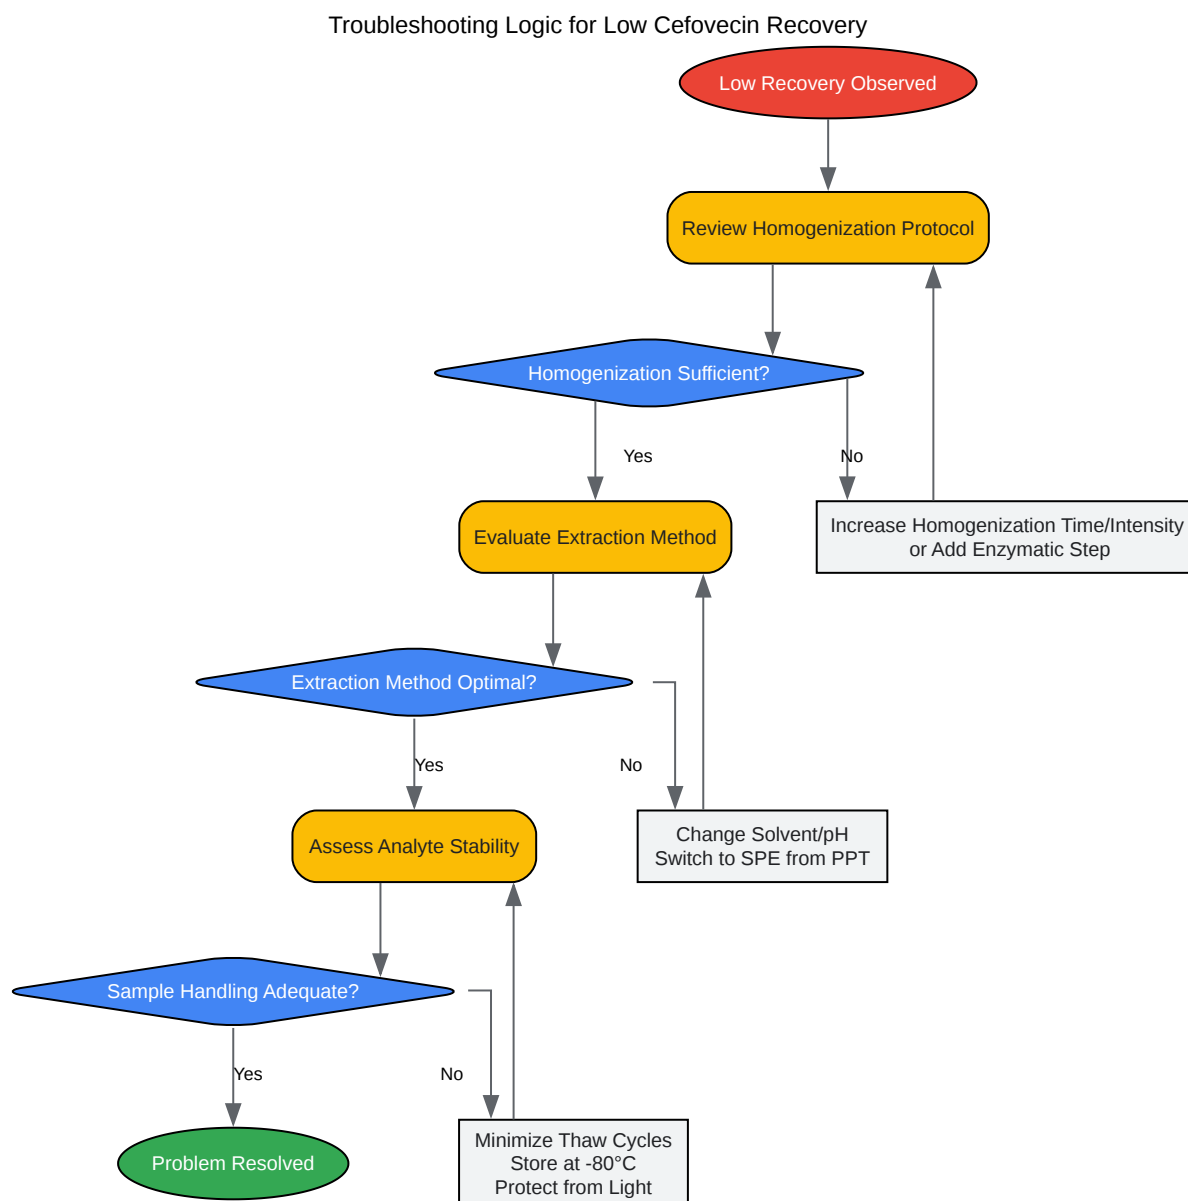 Troubleshooting Logic for Low Cefovecin Recovery
Low Recovery Observed
Review Homogenization Protocol
Homogenization Sufficient?
Yes
No
Evaluate Extraction Method
Increase Homogenization Time/Intensity
or Add Enzymatic Step
Extraction Method Optimal?
Yes
No
Assess Analyte Stability
Change Solvent/pH
Switch to SPE from PPT
Sample Handling Adequate?
Yes
No
Problem Resolved
Minimize Thaw Cycles
Store at -80°C
Protect from Light